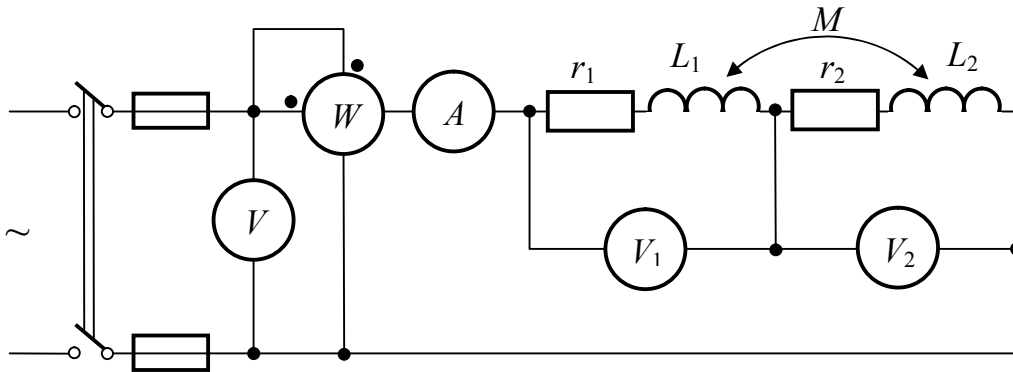 M
r₁ L₁ r₂ L₂
W A
V V₁ V₂
~